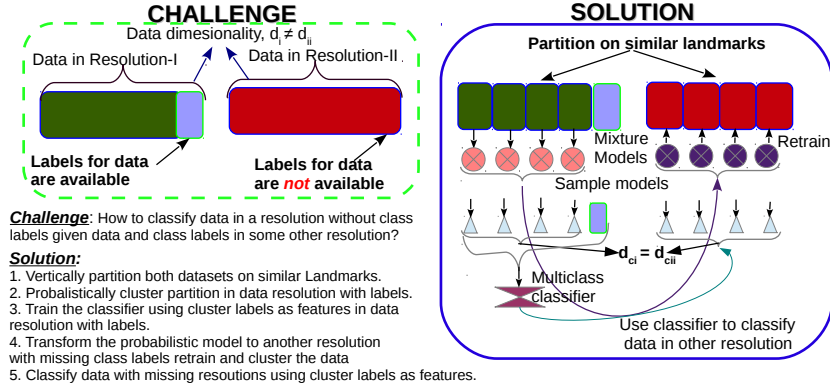 CHALLENGE
Data dimesionality, di ≠ dii
Data in Resolution-I
Data in Resolution-II
Labels for data
are available
Labels for data
are not available
Challenge: How to classify data in a resolution without class
labels given data and class labels in some other resolution?
Solution:
1. Vertically partition both datasets on similar Landmarks.
2. Probalistically cluster partition in data resolution with labels.
3. Train the classifier using cluster labels as features in data
resolution with labels.
4. Transform the probabilistic model to another resolution
with missing class labels retrain and cluster the data
5. Classify data with missing resoutions using cluster labels as features.
SOLUTION
Partition on similar landmarks
Mixture
Models
Retrain
Sample models
dci = dcii
Multiclass
classifier
Use classifier to classify
data in other resolution